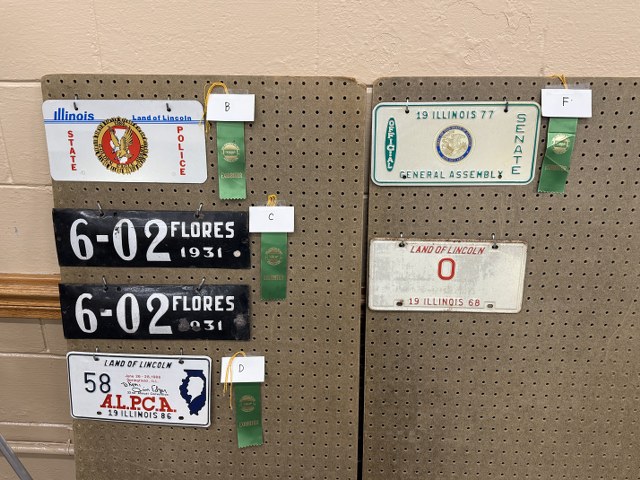 B
Illinois Land of Lincoln
STATE POLICE
C
6-02 FLORES
1931
6-02 FLORES
1931
D
LAND OF LINCOLN
58
A.L.P.C.A.
19 ILLINOIS 86
F
19 ILLINOIS 77
OFFICIAL
SENATE
GENERAL ASSEMBLY
LAND OF LINCOLN
0
19 ILLINOIS 68